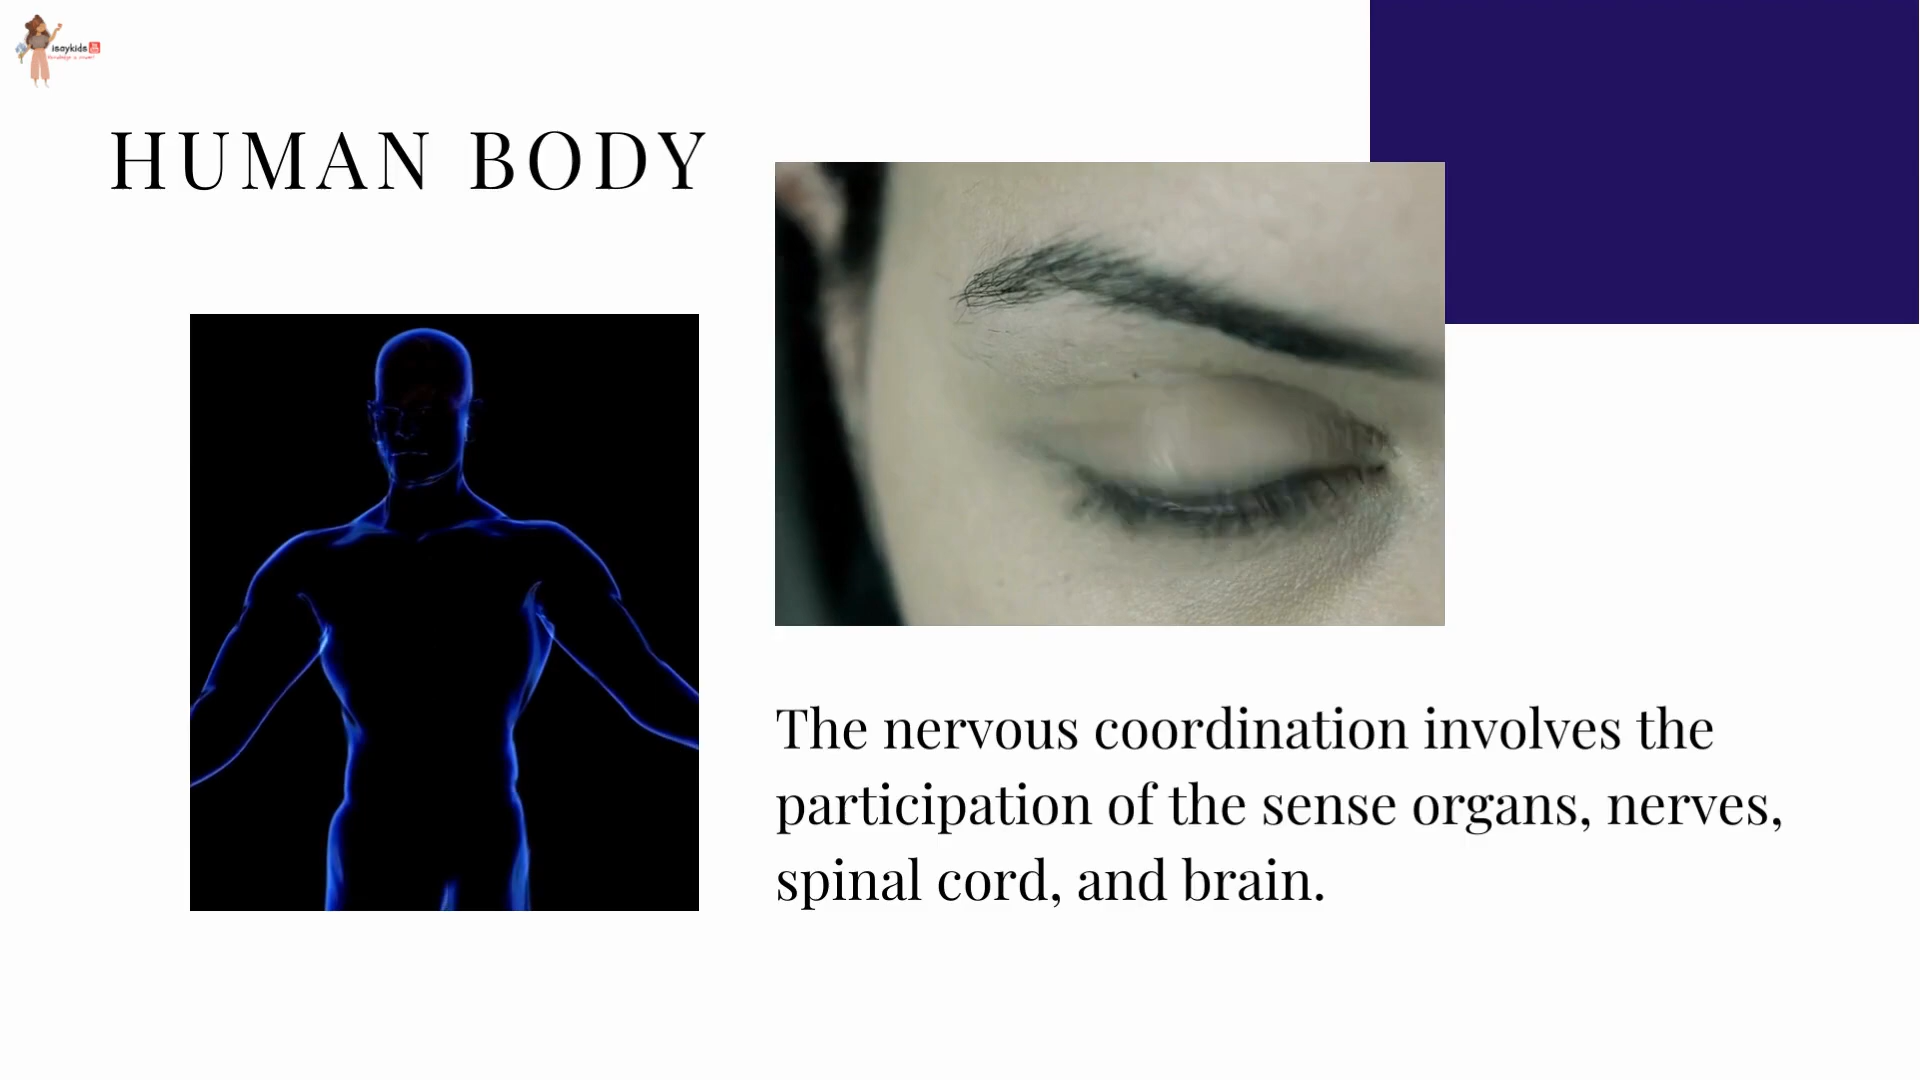 isaykids
HUMAN BODY
The nervous coordination involves the
participation of the sense organs, nerves,
spinal cord, and brain.